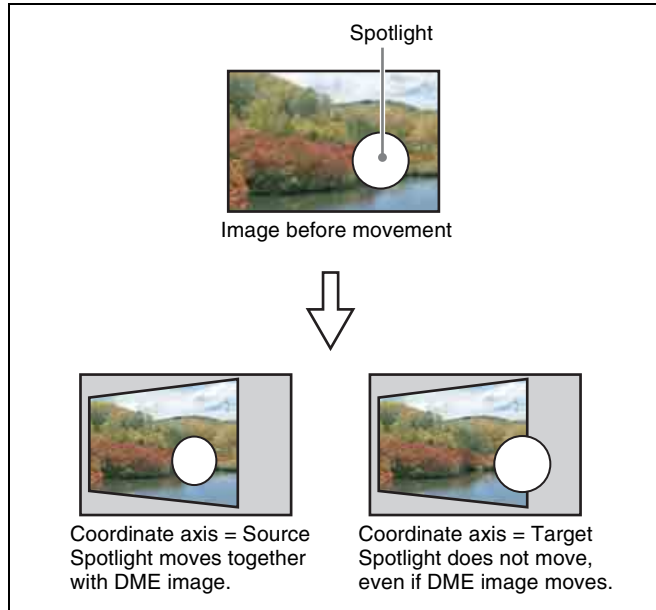 Spotlight
Image before movement
Coordinate axis = Source
Spotlight moves together
with DME image.
Coordinate axis = Target
Spotlight does not move,
even if DME image moves.